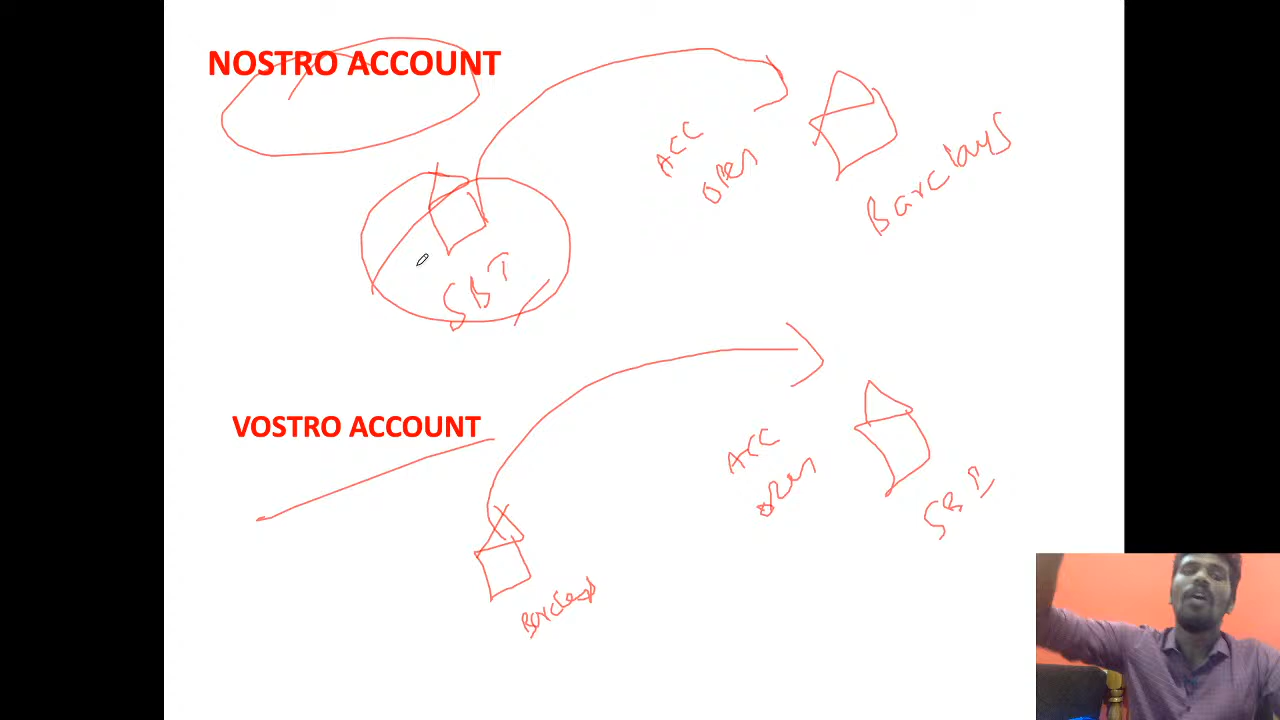 NOSTRO ACCOUNT
ACC
OPEN
Barclays
SBI
VOSTRO ACCOUNT
ACC
OPEN
SBI
Barclays